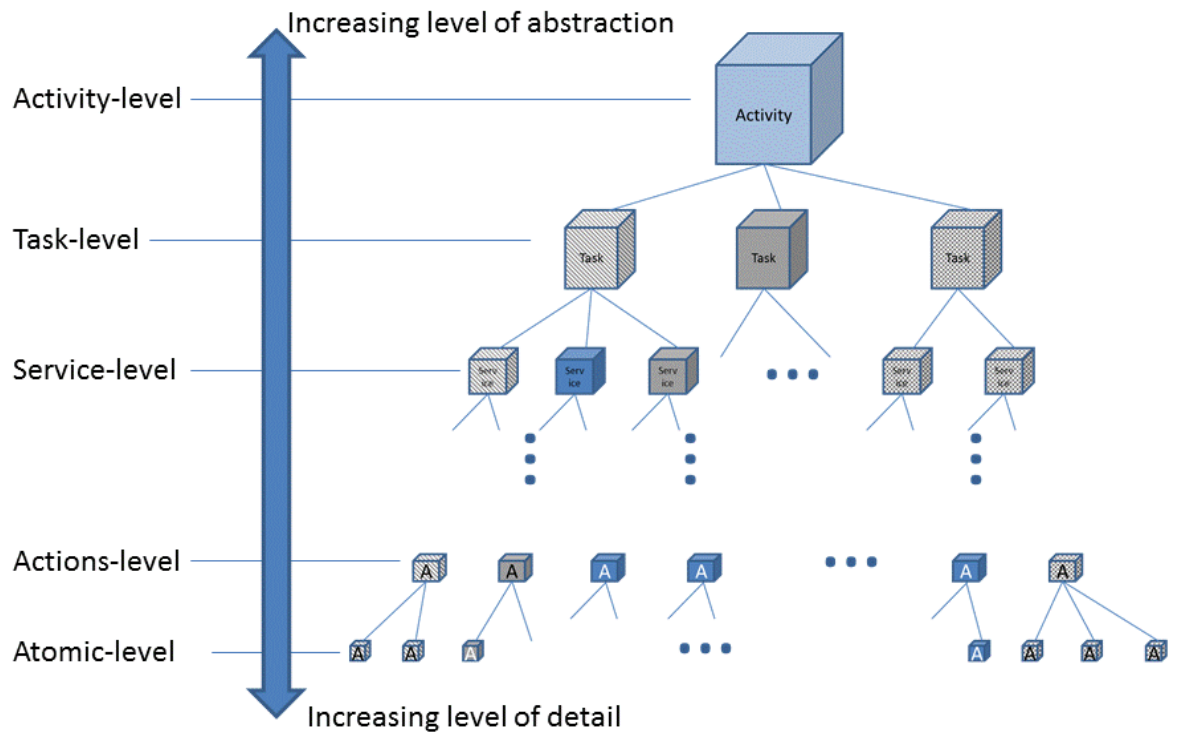 Increasing level of abstraction
Activity-level
Activity
Task-level
Task
Task
Task
Service-level
Serv
ice
Serv
ice
Serv
ice
Serv
ice
Serv
ice
Actions-level
A
A
A
A
A
A
Atomic-level
A
A
A
A
A
A
A
Increasing level of detail